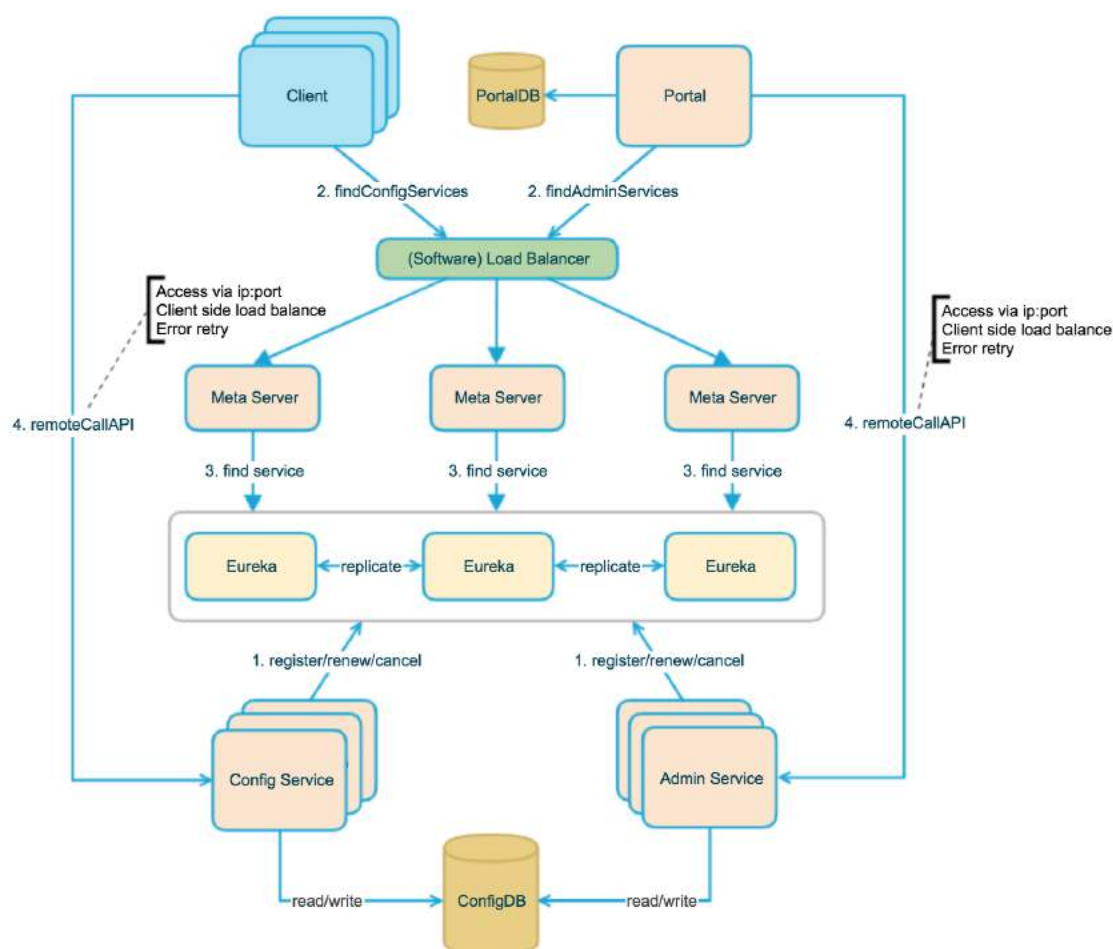 Client
PortalDB
Portal
2. findConfigServices
2. findAdminServices
(Software) Load Balancer
Access via ip:port
Client side load balance
Error retry
Access via ip:port
Client side load balance
Error retry
Meta Server
Meta Server
Meta Server
4. remoteCallAPI
4. remoteCallAPI
3. find service
3. find service
3. find service
Eureka
replicate
Eureka
replicate
Eureka
1. register/renew/cancel
1. register/renew/cancel
Config Service
Admin Service
read/write
ConfigDB
read/write